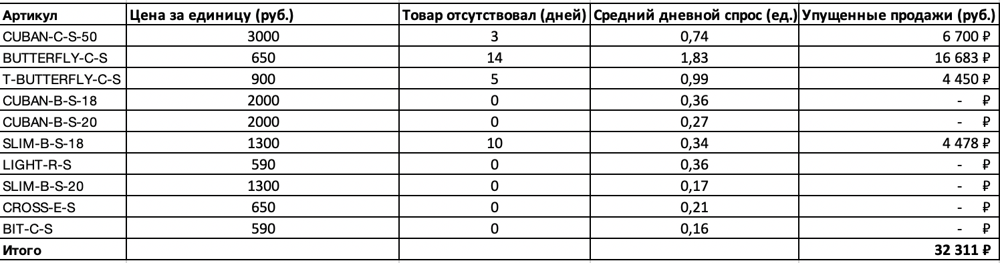 Артикул Цена за единицу (руб.) Товар отсутствовал (дней) Средний дневной спрос (ед.) Упущенные продажи (руб.)
CUBAN-C-S-50 3000 3 0,74 6 700 ₽
BUTTERFLY-C-S 650 14 1,83 16 683 ₽
T-BUTTERFLY-C-S 900 5 0,99 4 450 ₽
CUBAN-B-S-18 2000 0 0,36 - ₽
CUBAN-B-S-20 2000 0 0,27 - ₽
SLIM-B-S-18 1300 10 0,34 4 478 ₽
LIGHT-R-S 590 0 0,36 - ₽
SLIM-B-S-20 1300 0 0,17 - ₽
CROSS-E-S 650 0 0,21 - ₽
BIT-C-S 590 0 0,16 - ₽
Итого 32 311 ₽